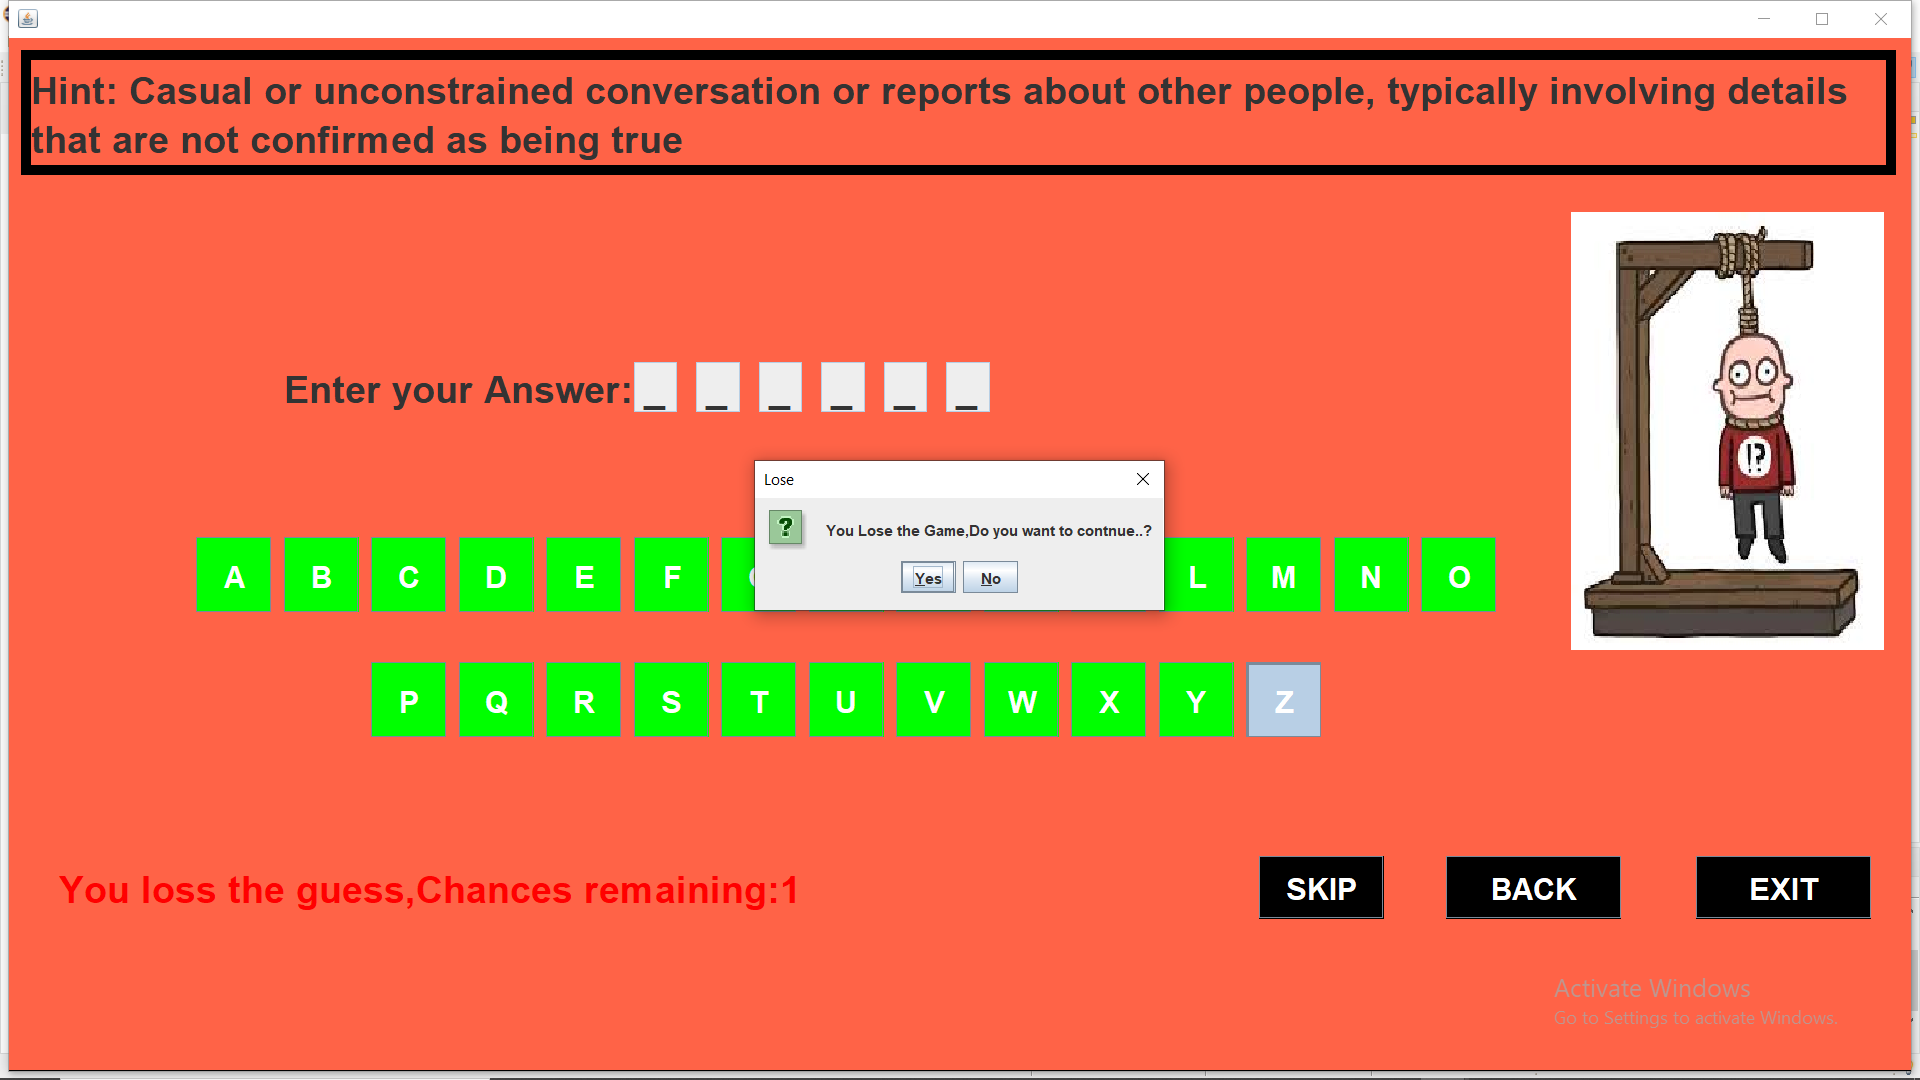 Hint: Casual or unconstrained conversation or reports about other people, typically involving details
that are not confirmed as being true
!?
Enter your Answer: _ _ _ _ _ _
Lose
?
You Lose the Game,Do you want to contnue..?
Yes No
A B C D E F L M N O
P Q R S T U V W X Y Z
You loss the guess,Chances remaining:1
SKIP BACK EXIT
Activate Windows
Go to Settings to activate Windows.